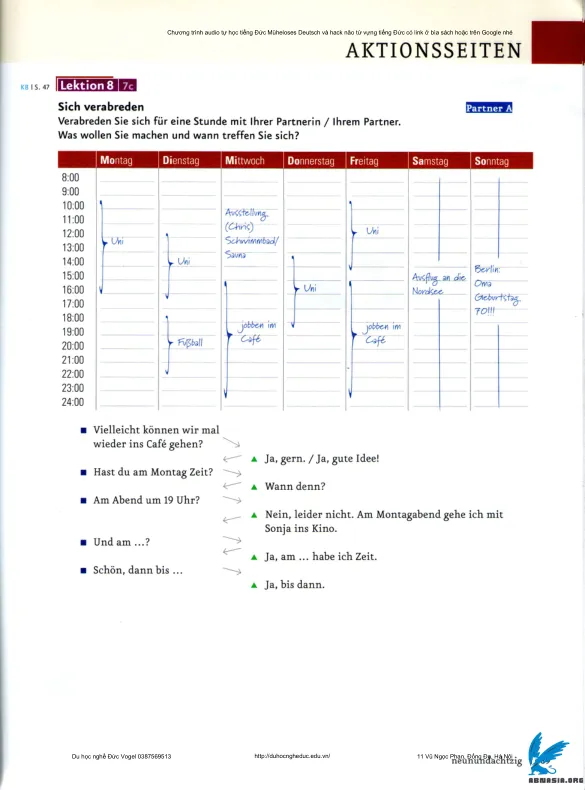 Chương trình audio tự học tiếng Đức Müheloses Deutsch và hack não từ vựng tiếng Đức có link ở bìa sách hoặc trên Google nhé
AKTIONSSEITEN
KB I S. 47 Lektion 8 7c
Sich verabreden
Partner A
Verabreden Sie sich für eine Stunde mit Ihrer Partnerin / Ihrem Partner.
Was wollen Sie machen und wann treffen Sie sich?
Montag Dienstag Mittwoch Donnerstag Freitag Samstag Sonntag
8:00
9:00
10:00
11:00
12:00
13:00
14:00
15:00
16:00
17:00
18:00
19:00
20:00
21:00
22:00
23:00
24:00
Uni
Uni
Fußball
Ausstellung
(Chris)
Schwimmbad/
Sauna
jobben im
Café
Uni
Uni
jobben im
Café
Ausflug an die
Nordsee
Berlin:
Oma
Geburtstag
70!!!
■ Vielleicht können wir mal
wieder ins Café gehen?
▲ Ja, gern. / Ja, gute Idee!
■ Hast du am Montag Zeit?
▲ Wann denn?
■ Am Abend um 19 Uhr?
▲ Nein, leider nicht. Am Montagabend gehe ich mit
Sonja ins Kino.
■ Und am ...?
▲ Ja, am ... habe ich Zeit.
■ Schön, dann bis ...
▲ Ja, bis dann.
Du học nghề Đức Vogel 0387569513
http://duhocngheduc.edu.vn/
11 Vũ Ngọc Phan, Đống Đa, Hà Nội
neunundachtzig
ABMASIA.ORG